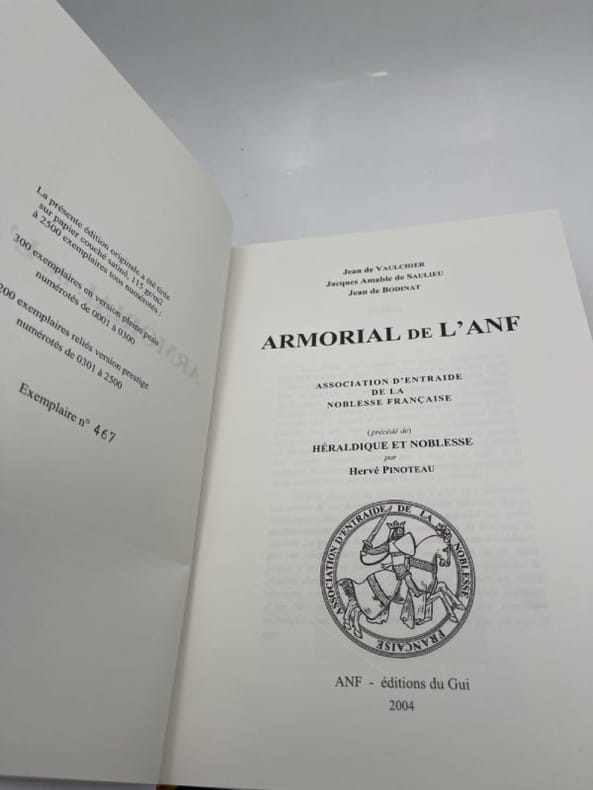 La présente édition originale a été tirée
sur papier couché satiné, 115 gr/m2
à 2500 exemplaires tous numérotés :
300 exemplaires en version pleine peau
numérotés de 0001 à 0300
200 exemplaires reliés version prestige
numérotés de 0301 à 2500
Exemplaire n° 467
Jean de VAULCHIER
Jacques Amable de SAULIEU
Jean de BODINAT
ARMORIAL DE L'ANF
ASSOCIATION D'ENTRAIDE
DE LA
NOBLESSE FRANÇAISE
(précédé de)
HÉRALDIQUE ET NOBLESSE
par
Hervé PINOTEAU
ASSOCIATION D'ENTRAIDE DE LA NOBLESSE FRANÇAISE
ANF - éditions du Gui
2004